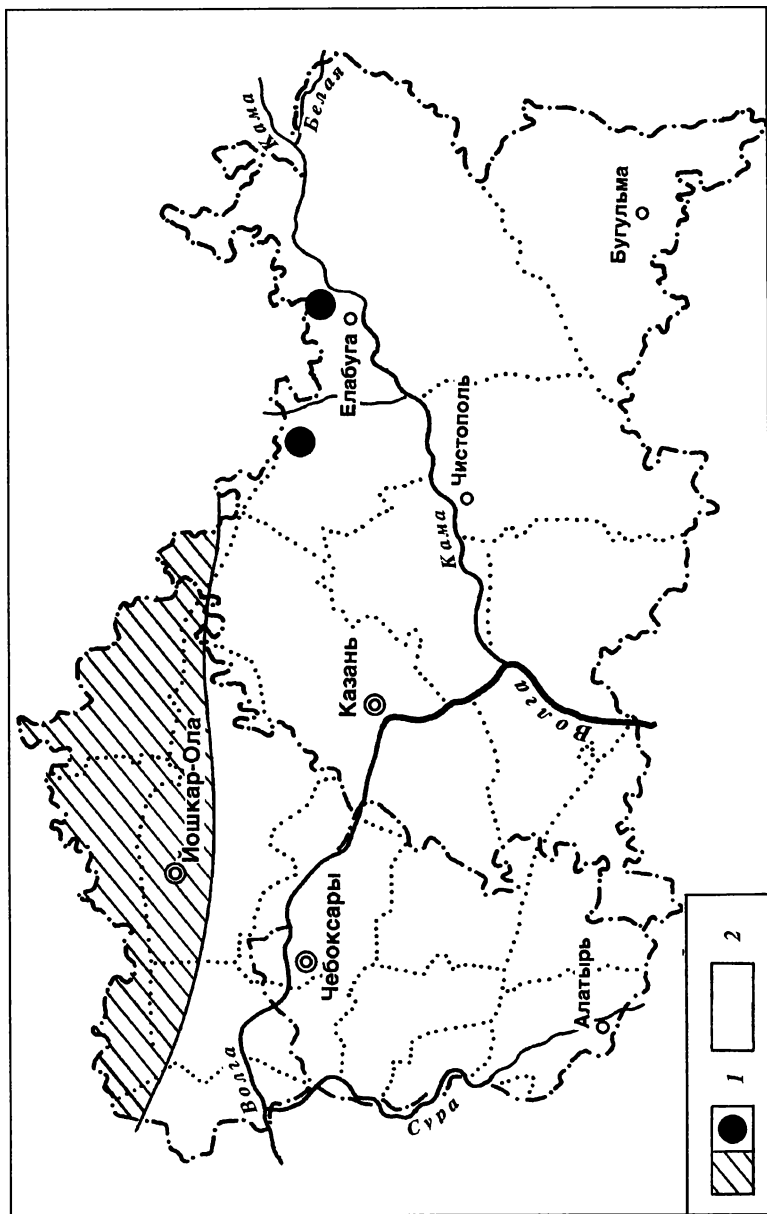 Кама
Белая
Йошкар-Ола
Елабуга
Волга
Казань
Чебоксары
Чистополь
Кама
Бугульма
Сура
Волга
Алатырь
1
2